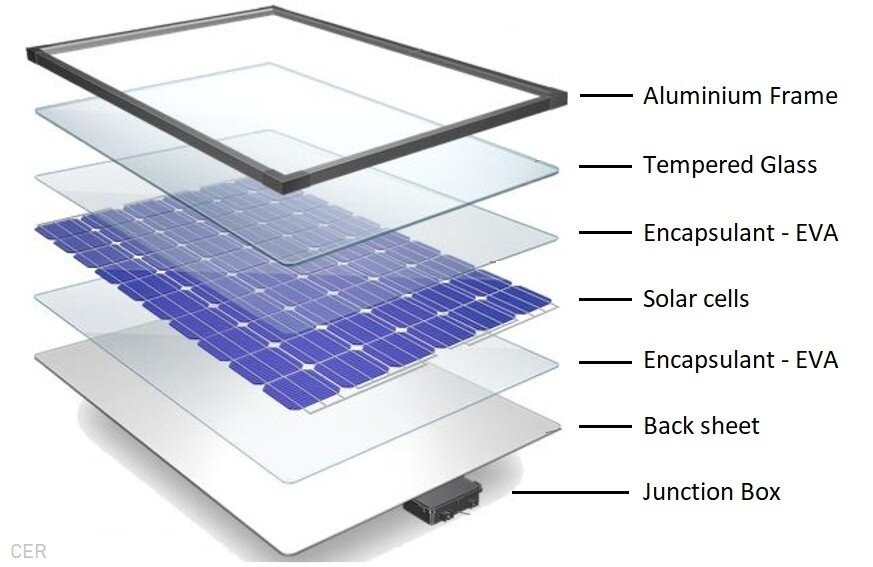 Aluminium Frame
Tempered Glass
Encapsulant - EVA
Solar cells
Encapsulant - EVA
Back sheet
Junction Box
CER